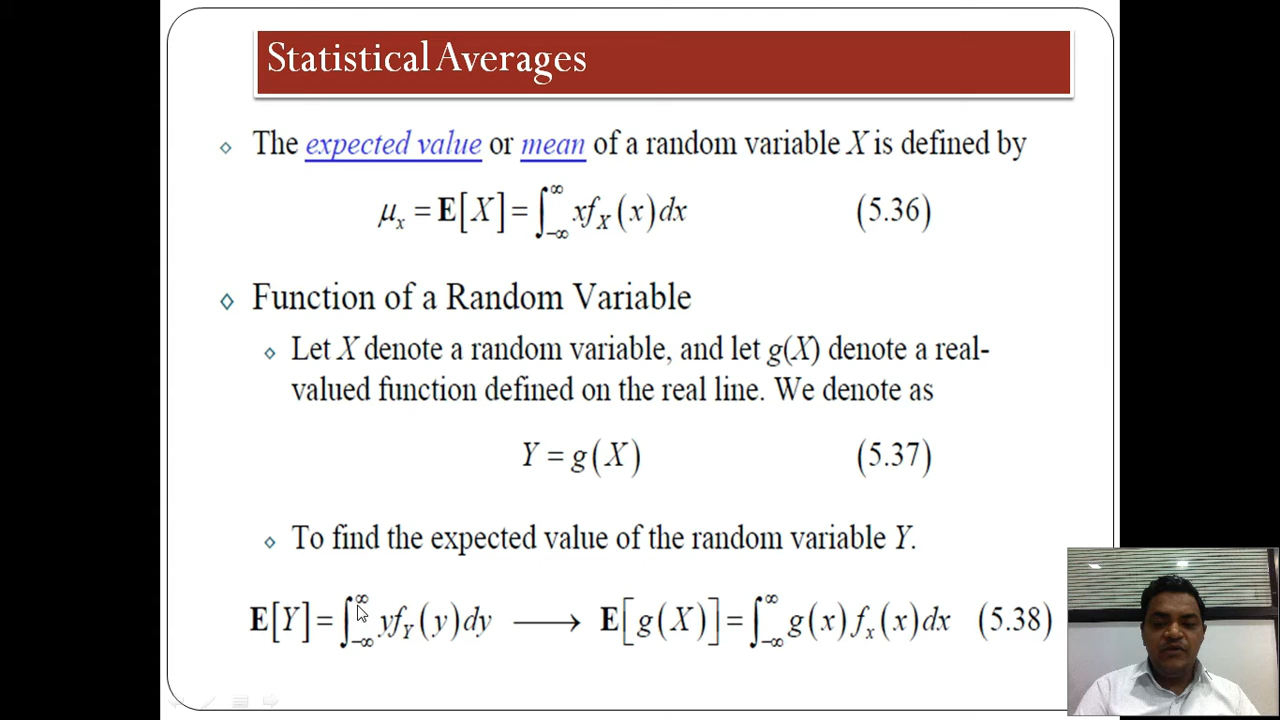 Statistical Averages
The expected value or mean of a random variable X is defined by
μₓ = E[X] = ∫_{-∞}^{∞} x f_X(x) dx (5.36)
Function of a Random Variable
Let X denote a random variable, and let g(X) denote a real-
valued function defined on the real line. We denote as
Y = g(X) (5.37)
To find the expected value of the random variable Y.
E[Y] = ∫_{-∞}^{∞} y f_Y(y) dy ⟶ E[g(X)] = ∫_{-∞}^{∞} g(x) f_x(x) dx (5.38)